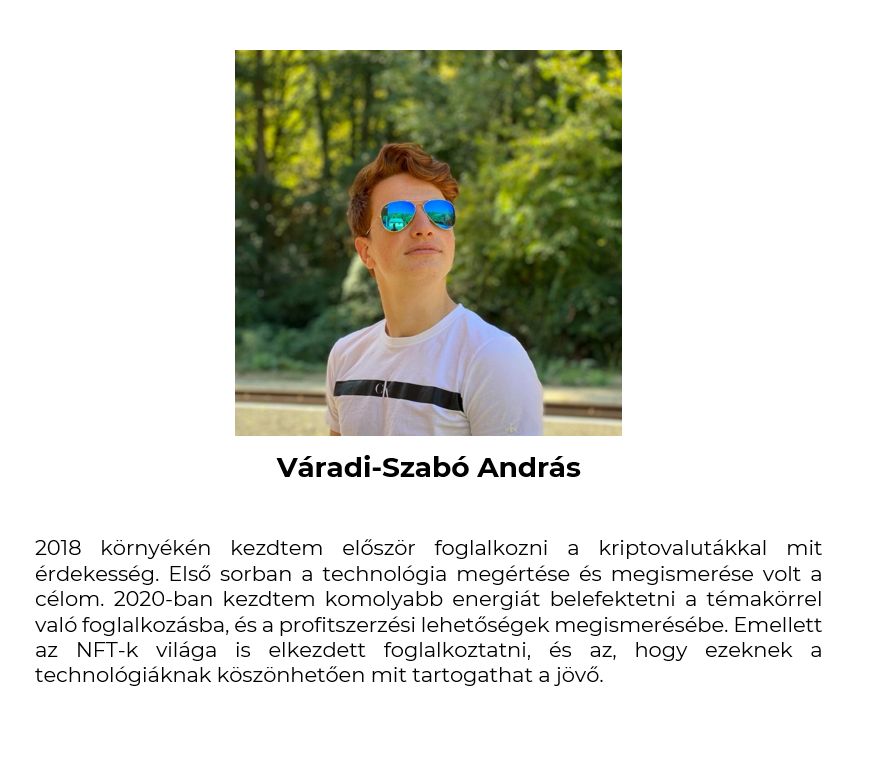 Váradi-Szabó András
2018 környékén kezdtem először foglalkozni a kriptovalutákkal mit
érdekesség. Első sorban a technológia megértése és megismerése volt a
célom. 2020-ban kezdtem komolyabb energiát belefektetni a témakörrel
való foglalkozásba, és a profitszerzési lehetőségek megismerésébe. Emellett
az NFT-k világa is elkezdett foglalkoztatni, és az, hogy ezeknek a
technológiáknak köszönhetően mit tartogathat a jövő.